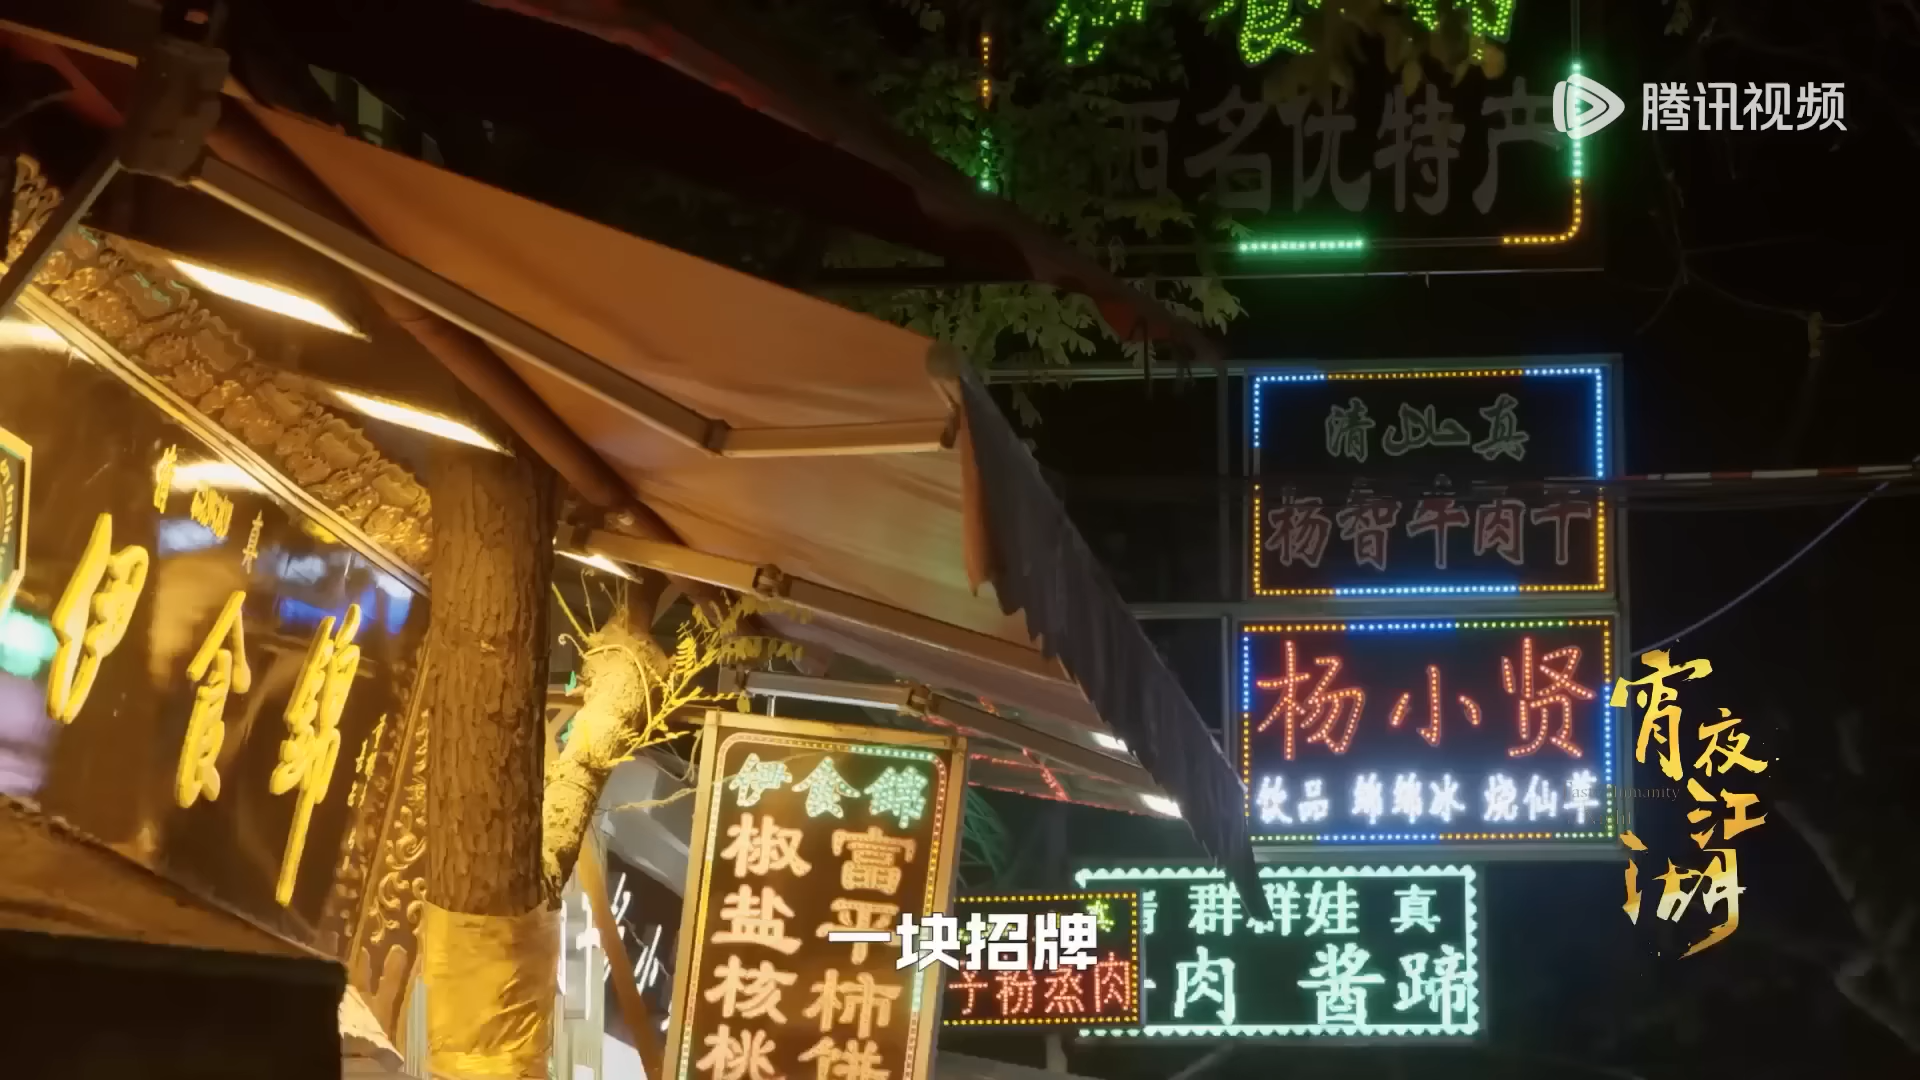 西名优特产
腾讯视频
清真
杨智牛肉干
杨小贤
饮品 绵绵冰 烧仙草
宵夜江湖
伊食锦
伊食锦
椒盐核桃
富平柿饼
群群娃 真
肉 酱蹄
子粉蒸肉
一块招牌